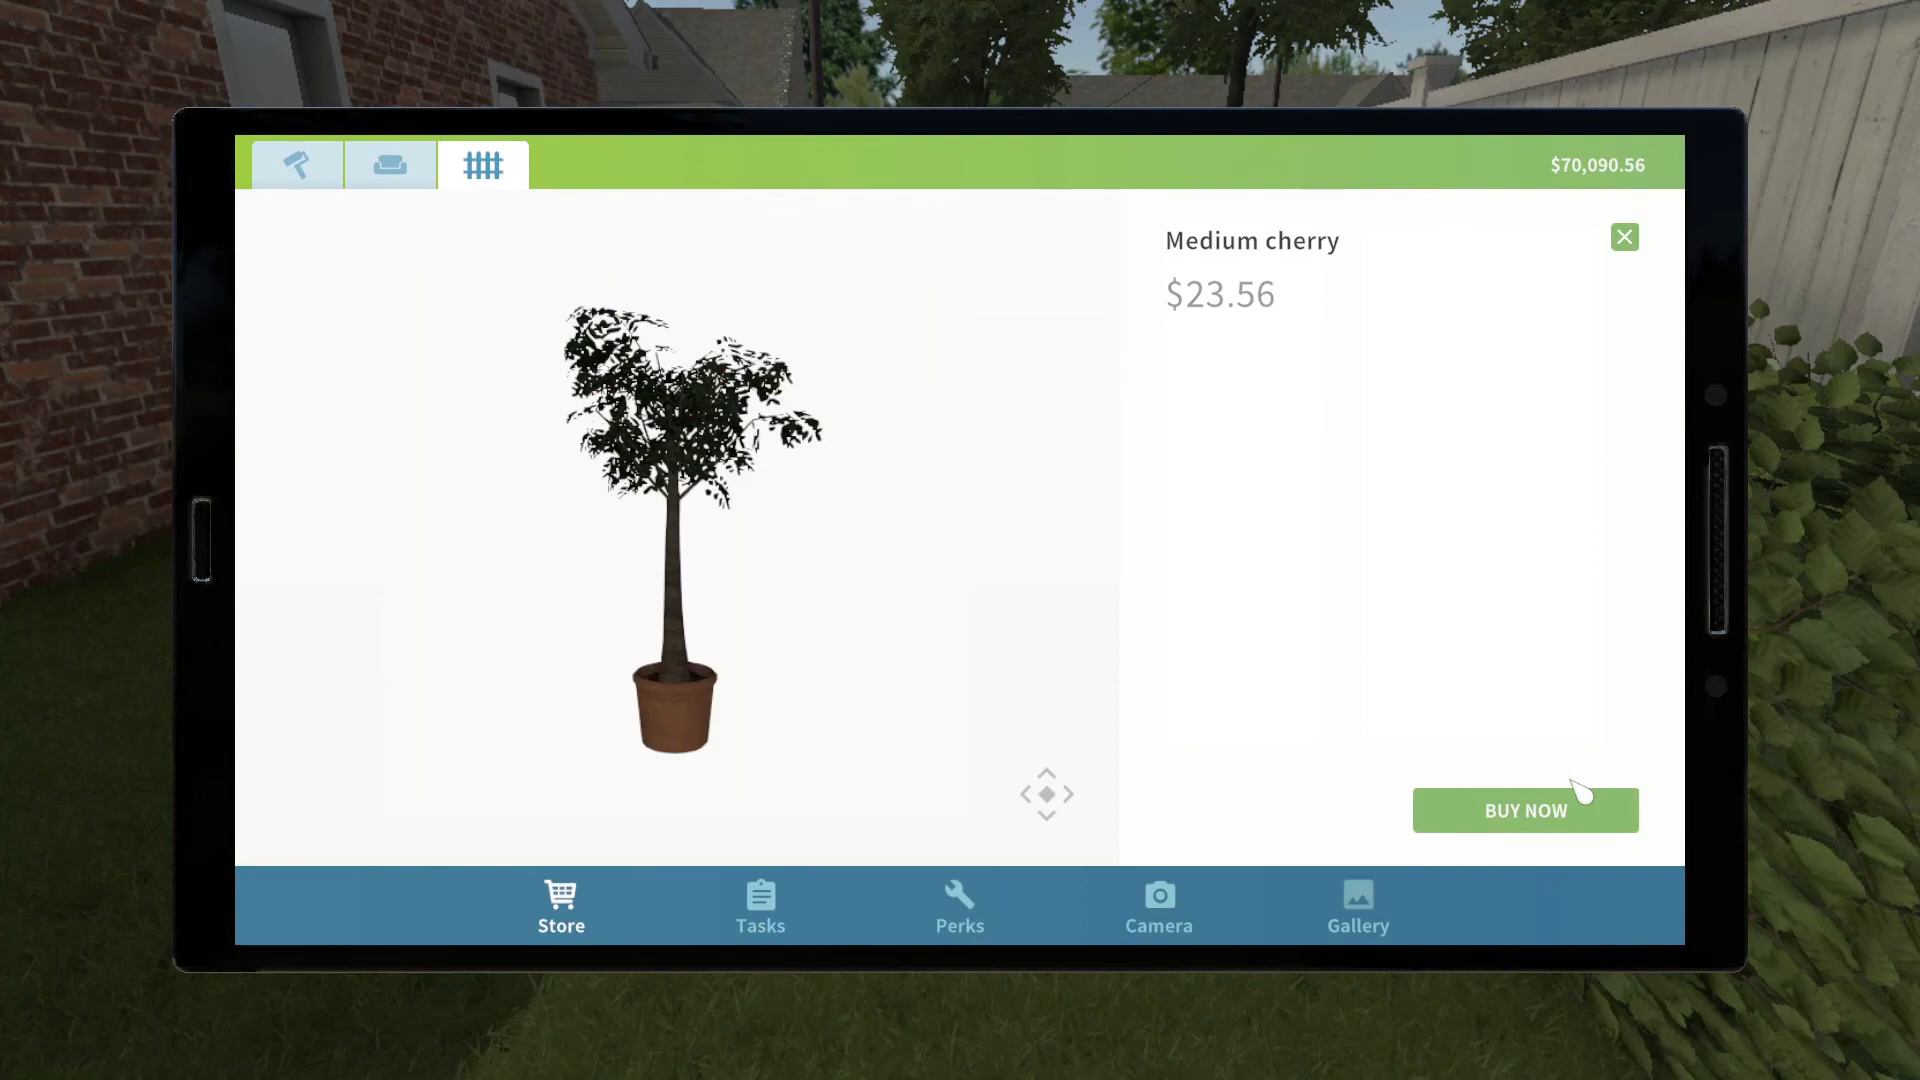 $70,090.56
Medium cherry
$23.56
BUY NOW
Store
Tasks
Perks
Camera
Gallery